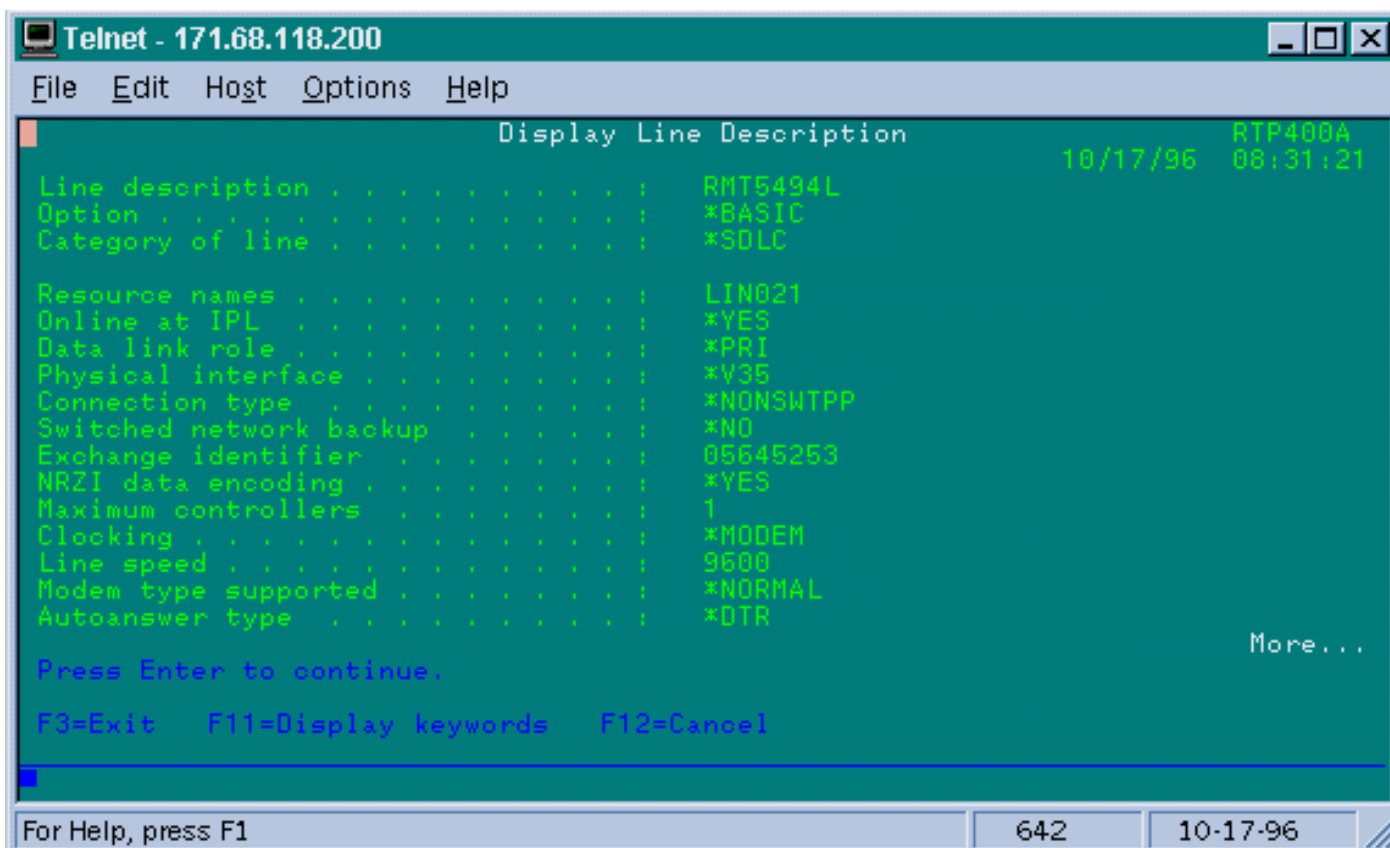 Telnet - 171.68.118.200
File Edit Host Options Help
Display Line Description RTP400A
10/17/96 08:31:21
Line description . . . . . . . . . : RMT5494L
Option . . . . . . . . . . . . . . : *BASIC
Category of line . . . . . . . . . : *SDLC
Resource names . . . . . . . . . . : LIN021
Online at IPL . . . . . . . . . . : *YES
Data link role . . . . . . . . . . : *PRI
Physical interface . . . . . . . . : *V35
Connection type . . . . . . . . . : *NONSWTPP
Switched network backup . . . . . : *NO
Exchange identifier . . . . . . . : 05645253
NRZI data encoding . . . . . . . . : *YES
Maximum controllers . . . . . . . : 1
Clocking . . . . . . . . . . . . . : *MODEM
Line speed . . . . . . . . . . . . : 9600
Modem type supported . . . . . . . : *NORMAL
Autoanswer type . . . . . . . . . : *DTR
More...
Press Enter to continue.
F3=Exit F11=Display keywords F12=Cancel
For Help, press F1 642 10-17-96